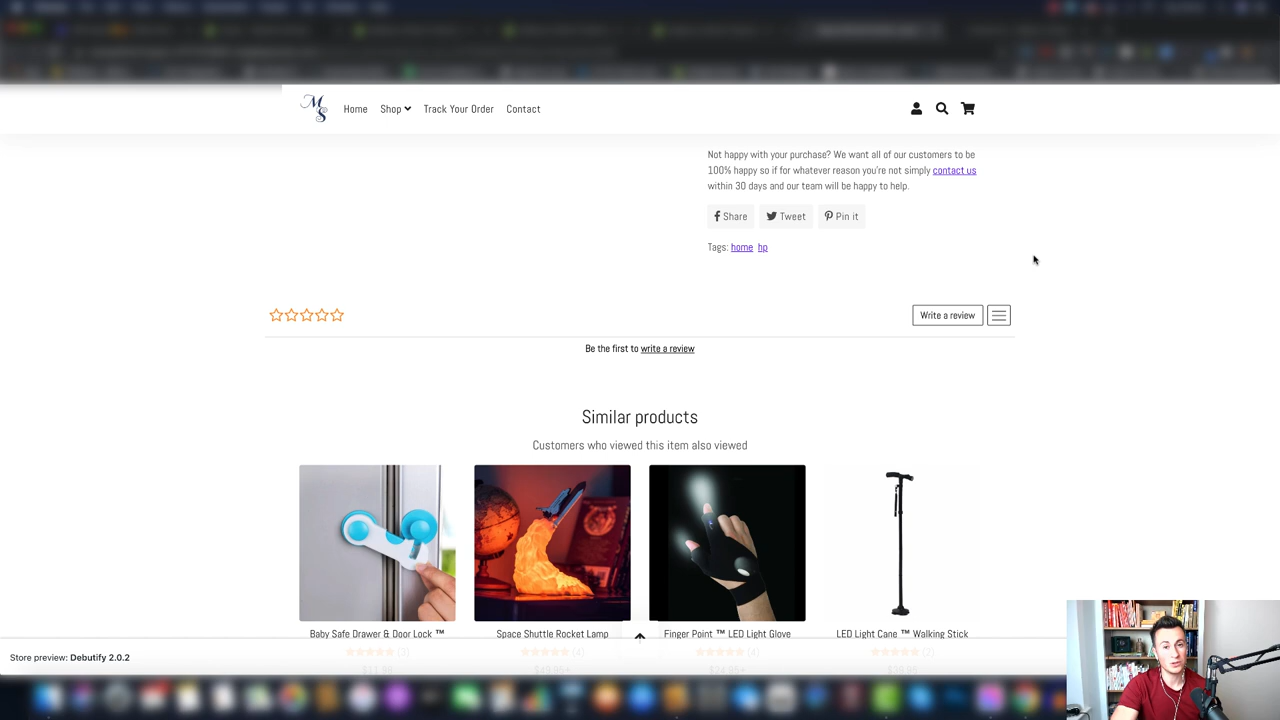 MS
Home
Shop
Track Your Order
Contact
Not happy with your purchase? We want all of our customers to be
100% happy so if for whatever reason you're not simply contact us
within 30 days and our team will be happy to help.
Share
Tweet
Pin it
Tags: home hp
Write a review
Be the first to write a review
Similar products
Customers who viewed this item also viewed
Baby Safe Drawer & Door Lock ™
Space Shuttle Rocket Lamp
Finger Point ™ LED Light Glove
LED Light Cane ™ Walking Stick
(3)
(4)
(4)
(2)
Store preview: Debutify 2.0.2